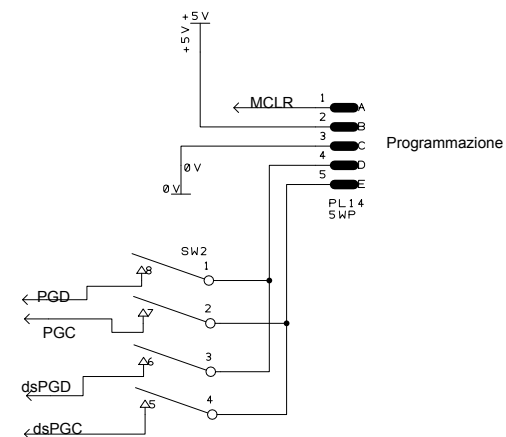 +5V
+5V
MCLR
1 A
2 B
3 C
4 D
5 E
Programmazione
0V
0V
PL14
5WP
SW2
8 1
PGD
7 2
PGC
6 3
dsPGD
5 4
dsPGC